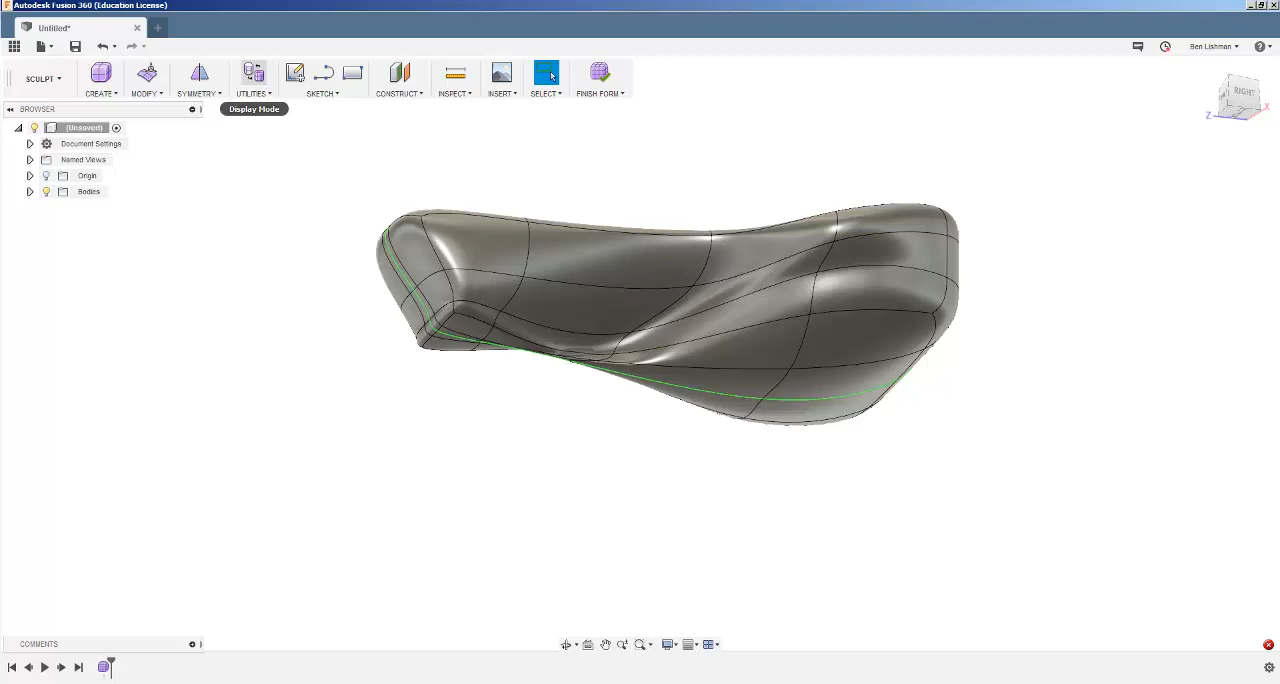 Autodesk Fusion 360 (Education License)
Untitled*
Ben Lishman
SCULPT
CREATE
MODIFY
SYMMETRY
UTILITIES
SKETCH
CONSTRUCT
INSPECT
INSERT
SELECT
FINISH FORM
BROWSER
Display Mode
(Unsaved)
Document Settings
Named Views
Origin
Bodies
RIGHT
Z
X
COMMENTS